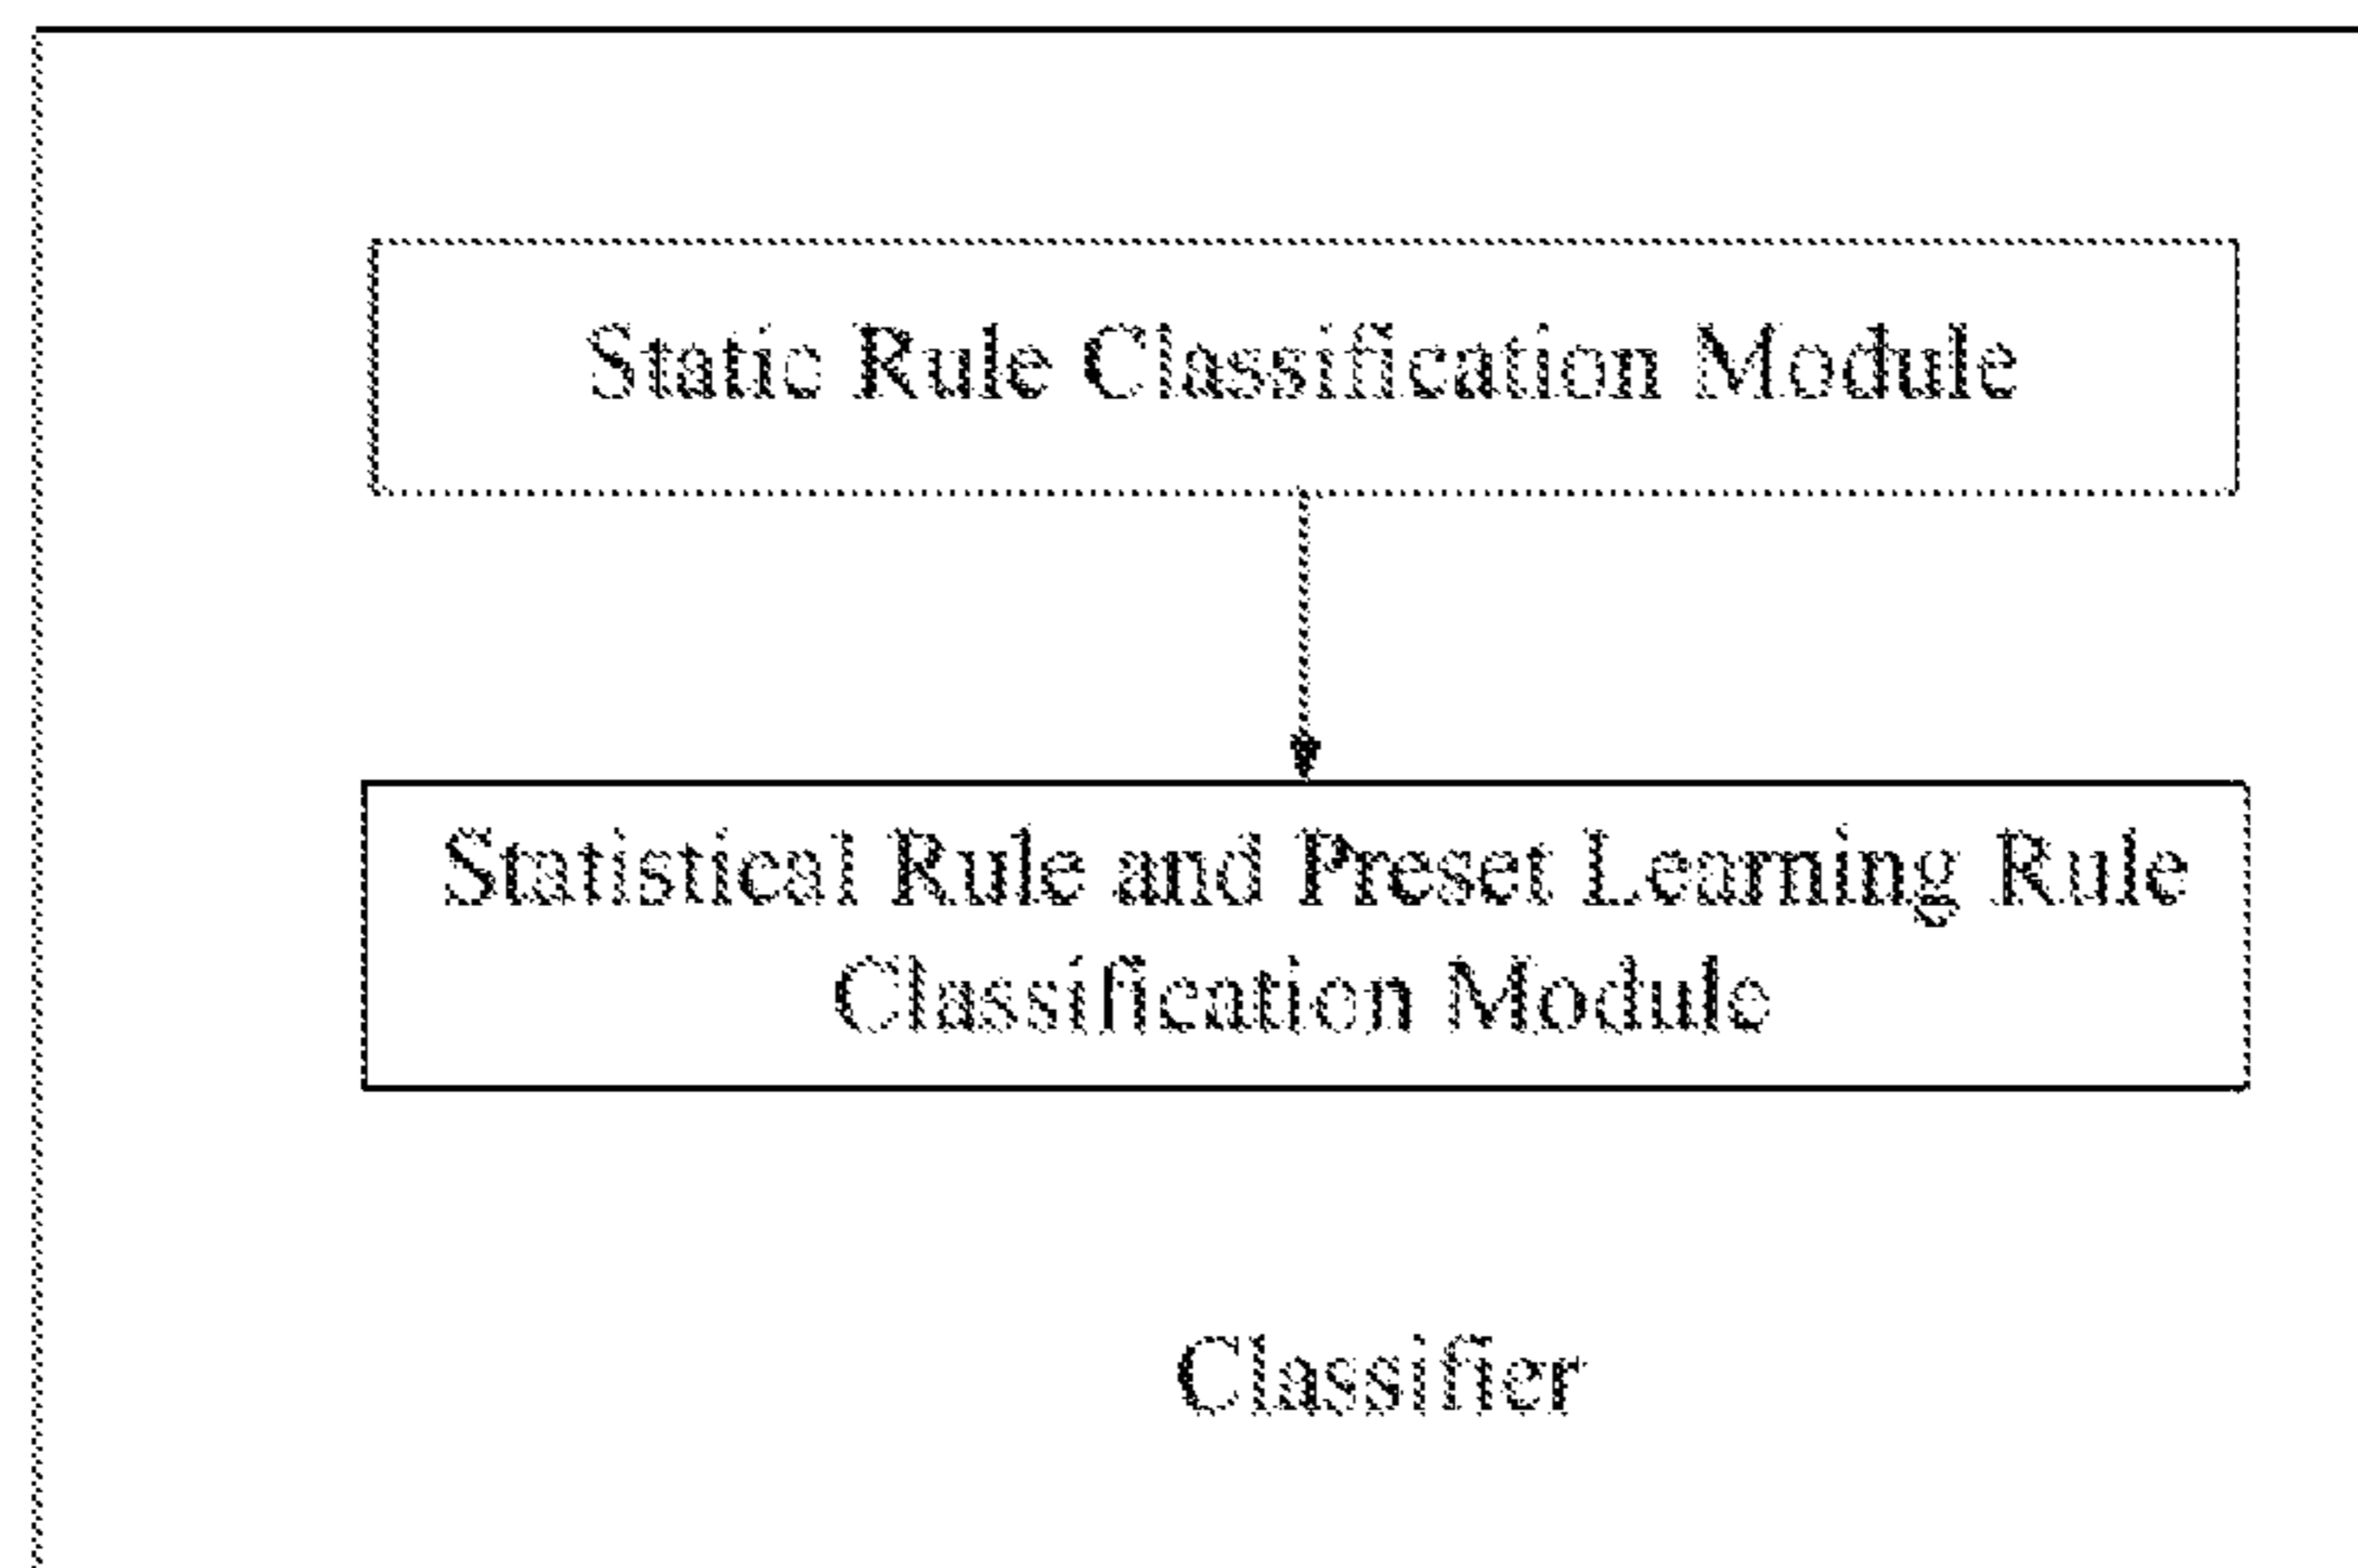 Static Rule Classification Module
Statistical Rule and Preset Learning Rule
Classification Module
Classifier